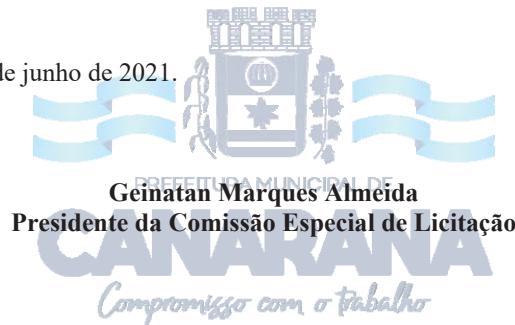 de junho de 2021.
PREFEITURA MUNICIPAL DE
Geinatan Marques Almeida
Presidente da Comissão Especial de Licitação
CANARANA
Compromisso com o trabalho